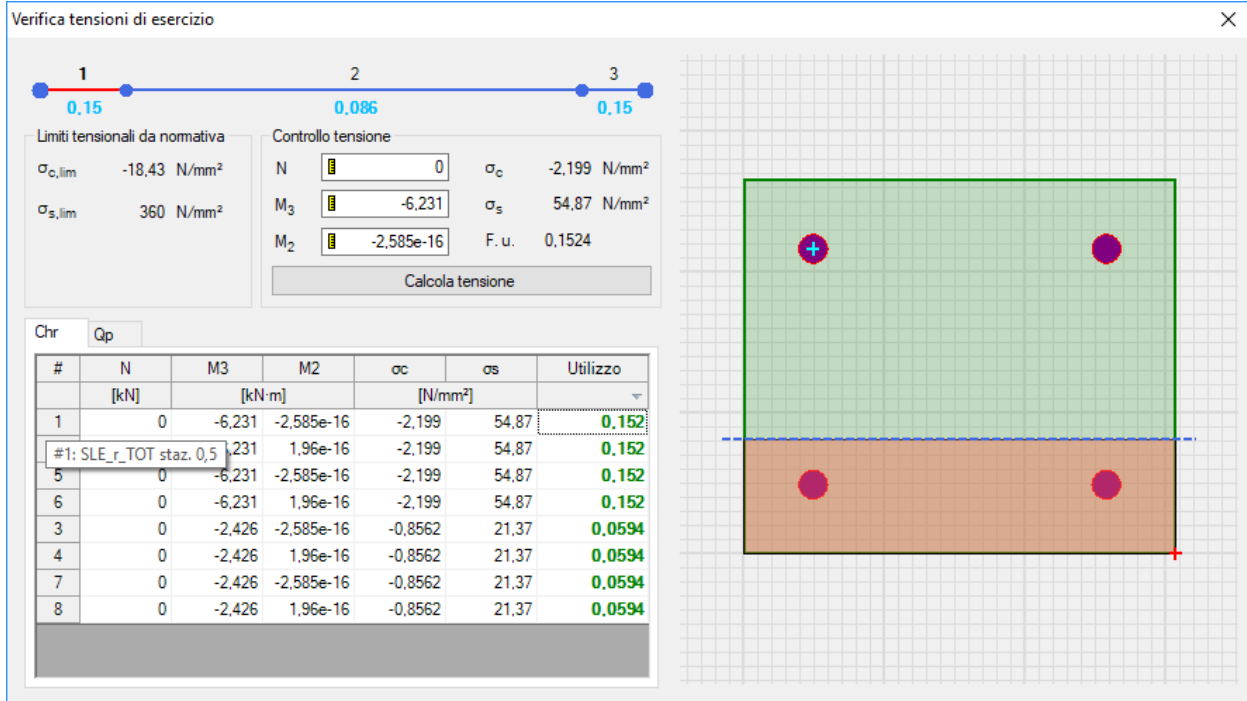 Verifica tensioni di esercizio
1 2 3
0,15 0,086 0,15
Limiti tensionali da normativa
σc,lim -18,43 N/mm²
σs,lim 360 N/mm²
Controllo tensione
N 0 σc -2,199 N/mm²
M3 -6,231 σs 54,87 N/mm²
M2 -2,585e-16 F. u. 0,1524
Calcola tensione
Chr Qp
# N M3 M2 σc σs Utilizzo
[kN] [kN·m] [N/mm²]
1 0 -6,231 -2,585e-16 -2,199 54,87 0,152
#1: SLE_r_TOT staz. 0,5 ,231 1,96e-16 -2,199 54,87 0,152
5 0 -6,231 -2,585e-16 -2,199 54,87 0,152
6 0 -6,231 1,96e-16 -2,199 54,87 0,152
3 0 -2,426 -2,585e-16 -0,8562 21,37 0,0594
4 0 -2,426 1,96e-16 -0,8562 21,37 0,0594
7 0 -2,426 -2,585e-16 -0,8562 21,37 0,0594
8 0 -2,426 1,96e-16 -0,8562 21,37 0,0594